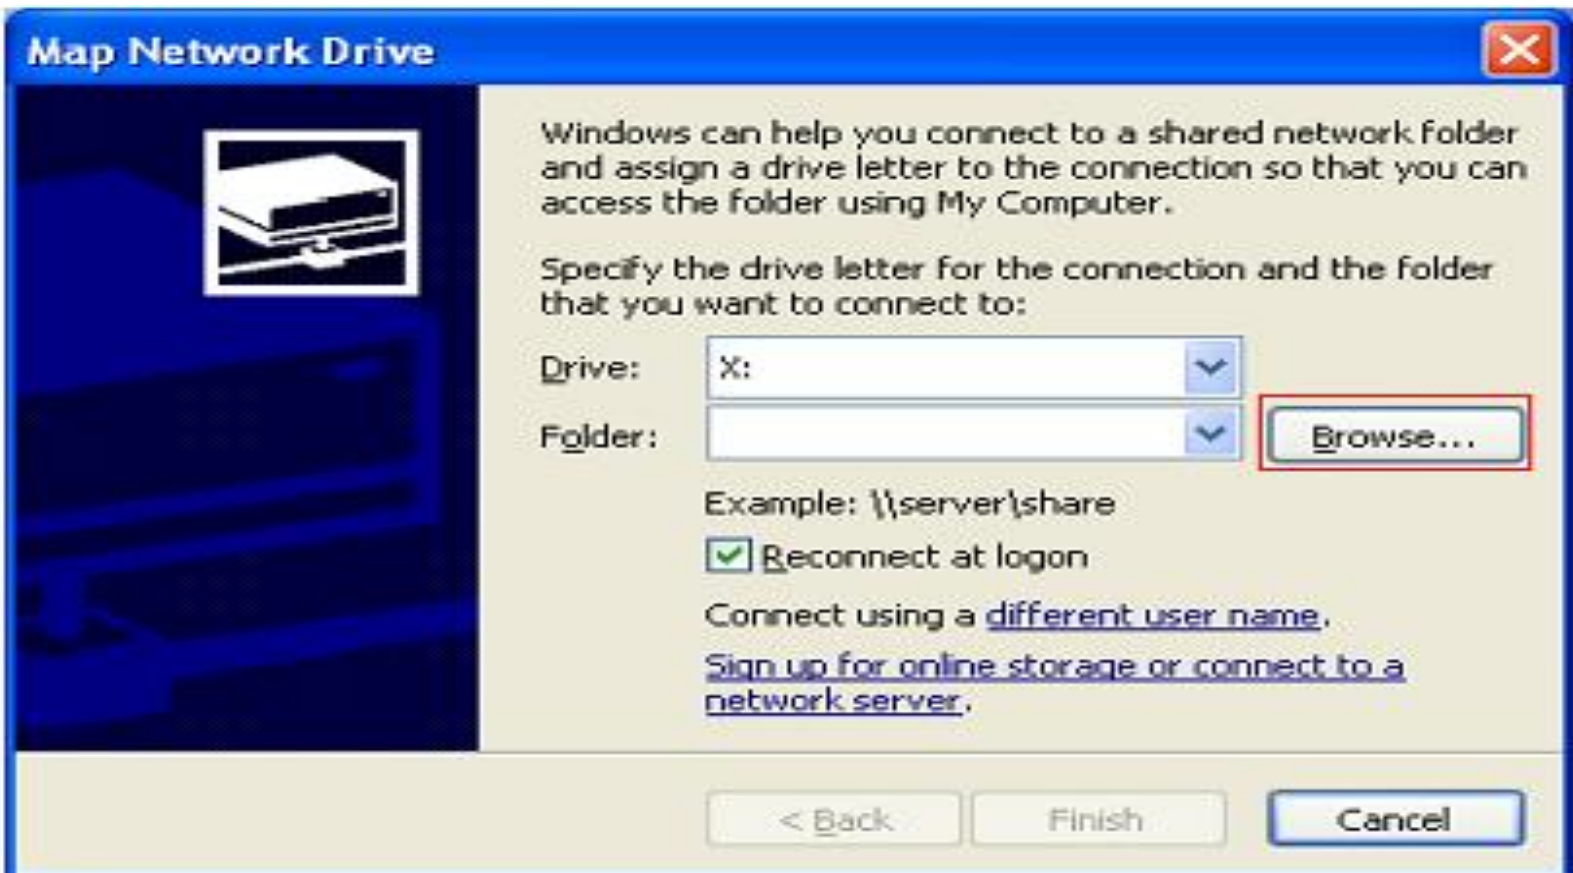 Map Network Drive
Windows can help you connect to a shared network folder
and assign a drive letter to the connection so that you can
access the folder using My Computer.
Specify the drive letter for the connection and the folder
that you want to connect to:
Drive: X:
Folder: Browse...
Example: \\server\share
Reconnect at logon
Connect using a different user name.
Sign up for online storage or connect to a
network server.
< Back Finish Cancel